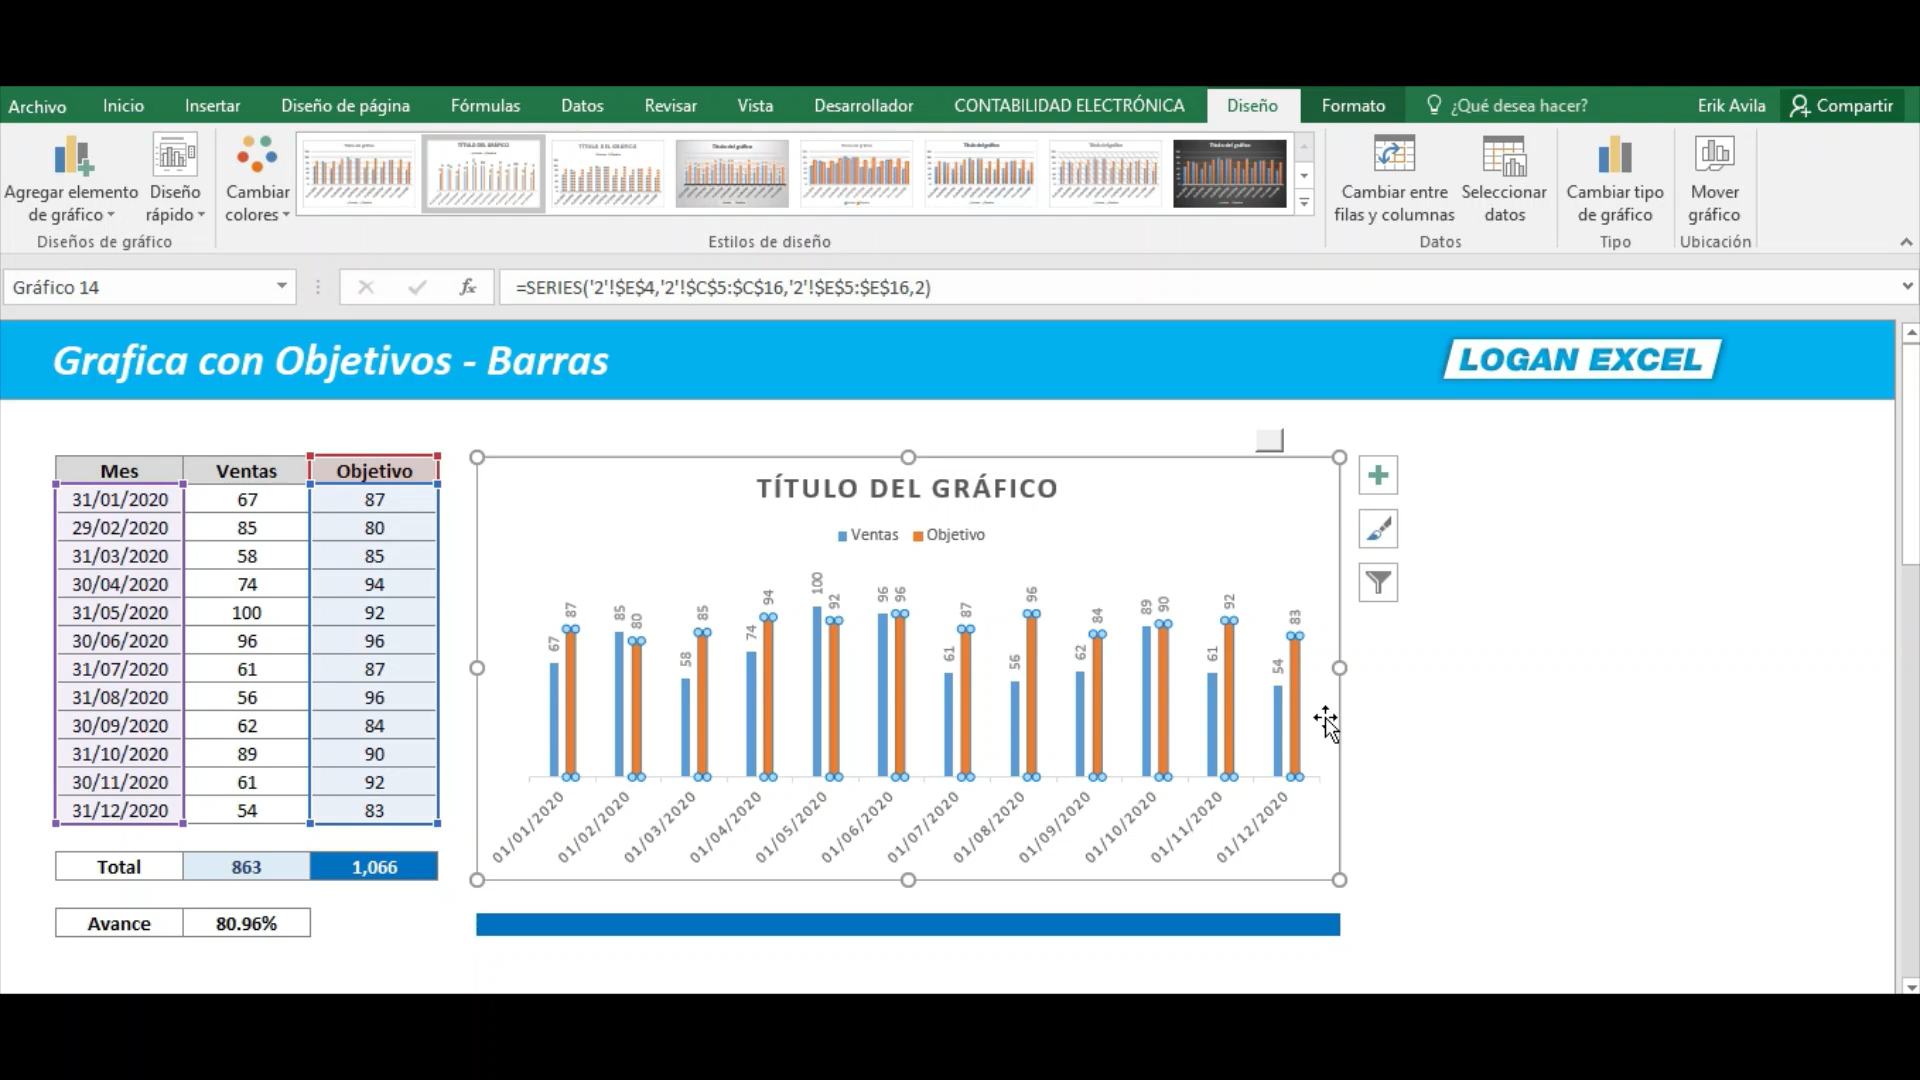 Archivo Inicio Insertar Diseño de página Fórmulas Datos Revisar Vista Desarrollador CONTABILIDAD ELECTRÓNICA Diseño Formato ¿Qué desea hacer? Erik Avila Compartir
Agregar elemento de gráfico
Diseño rápido
Cambiar colores
Cambiar entre filas y columnas
Seleccionar datos
Cambiar tipo de gráfico
Mover gráfico
Diseños de gráfico Estilos de diseño Datos Tipo Ubicación
Gráfico 14 fx =SERIES('2'!$E$4,'2'!$C$5:$C$16,'2'!$E$5:$E$16,2)
Grafica con Objetivos - Barras LOGAN EXCEL
Mes Ventas Objetivo
31/01/2020 67 87
29/02/2020 85 80
31/03/2020 58 85
30/04/2020 74 94
31/05/2020 100 92
30/06/2020 96 96
31/07/2020 61 87
31/08/2020 56 96
30/09/2020 62 84
31/10/2020 89 90
30/11/2020 61 92
31/12/2020 54 83
Total 863 1,066
Avance 80.96%
TÍTULO DEL GRÁFICO
Ventas Objetivo
67 87 85 80 58 85 74 94 100 92 96 96 61 87 56 96 62 84 89 90 61 92 54 83
01/01/2020 01/02/2020 01/03/2020 01/04/2020 01/05/2020 01/06/2020 01/07/2020 01/08/2020 01/09/2020 01/10/2020 01/11/2020 01/12/2020